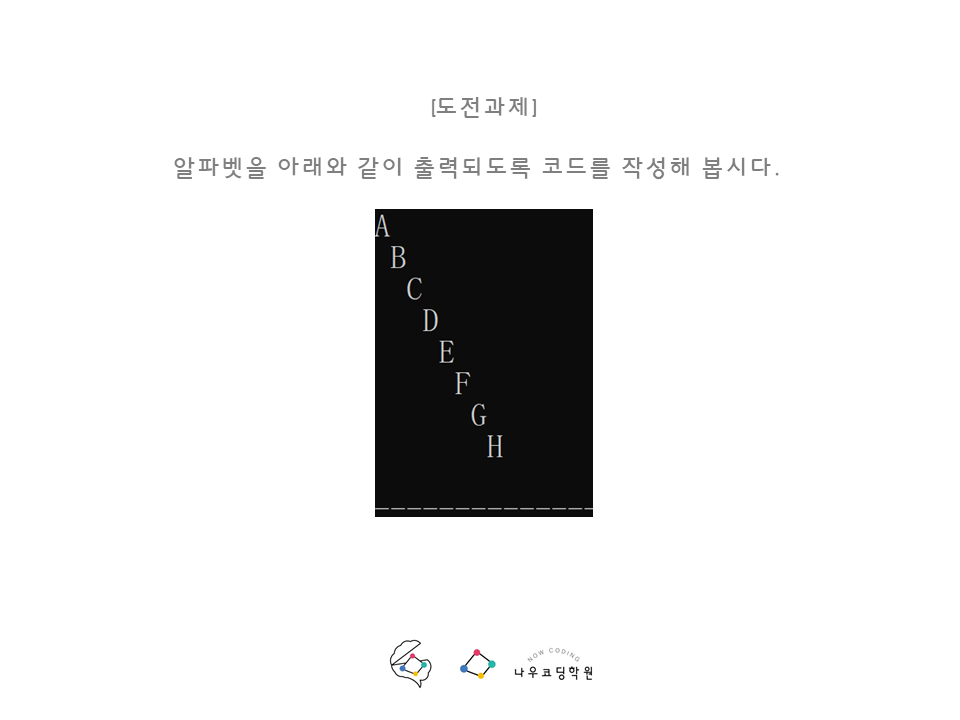 [도전과제]
알파벳을 아래와 같이 출력되도록 코드를 작성해 봅시다.
A
B
C
D
E
F
G
H
--------------
NOW CODING
나우코딩학원